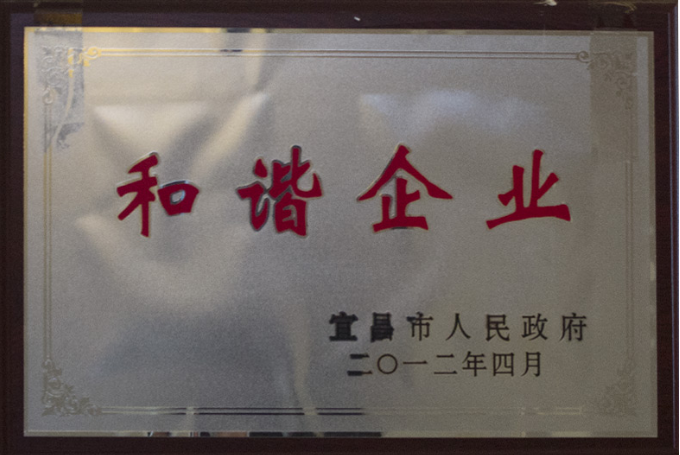 和谐企业
宜昌市人民政府
二〇一二年四月